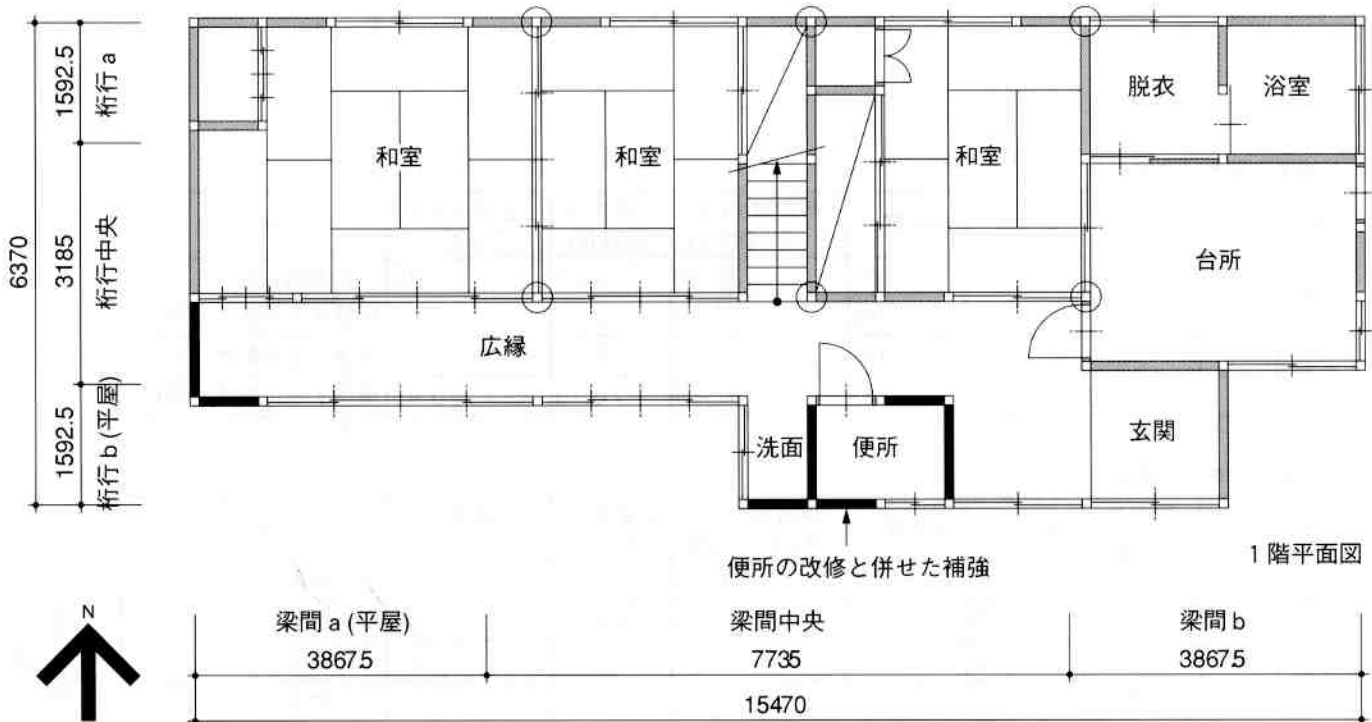 6370
1592.5
桁行 a
3185
桁行中央
1592.5
桁行 b (平屋)
和室
和室
和室
脱衣
浴室
台所
広縁
洗面
便所
玄関
便所の改修と併せた補強
1 階平面図
N
梁間 a (平屋)
梁間中央
梁間 b
3867.5
7735
3867.5
15470